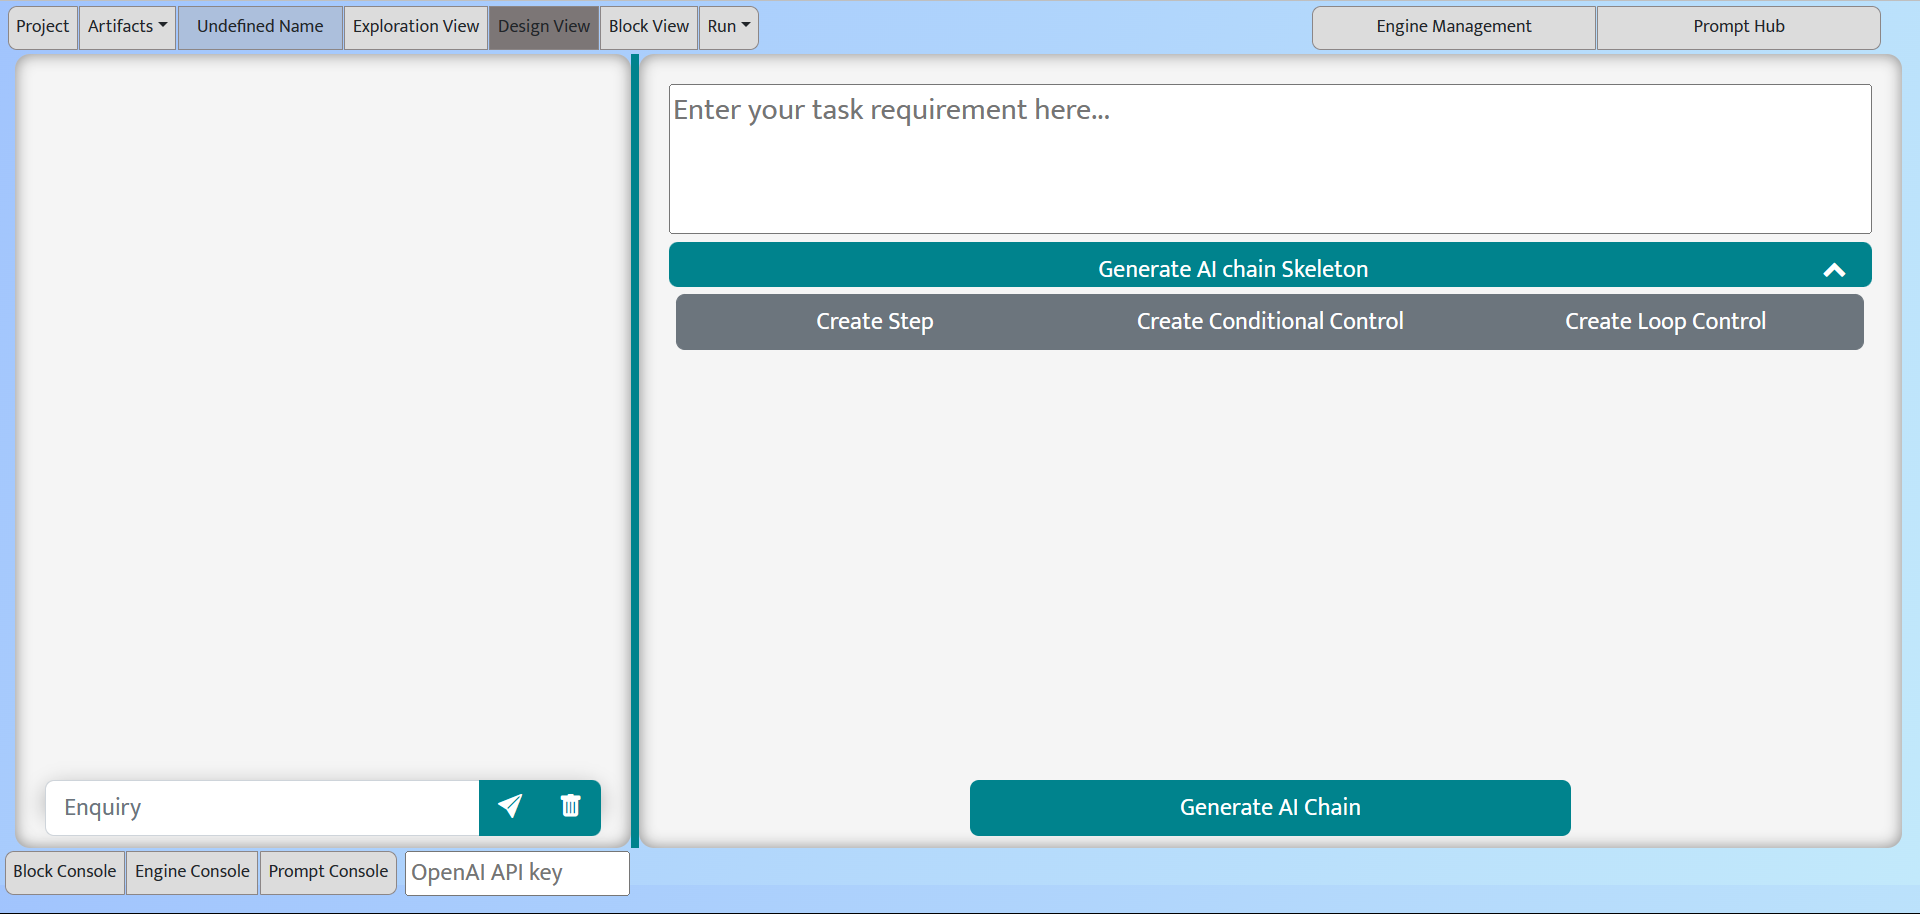 Project Artifacts Undefined Name Exploration View Design View Block View Run Engine Management Prompt Hub
Enter your task requirement here...
Generate AI chain Skeleton
Create Step Create Conditional Control Create Loop Control
Enquiry
Generate AI Chain
Block Console Engine Console Prompt Console OpenAI API key